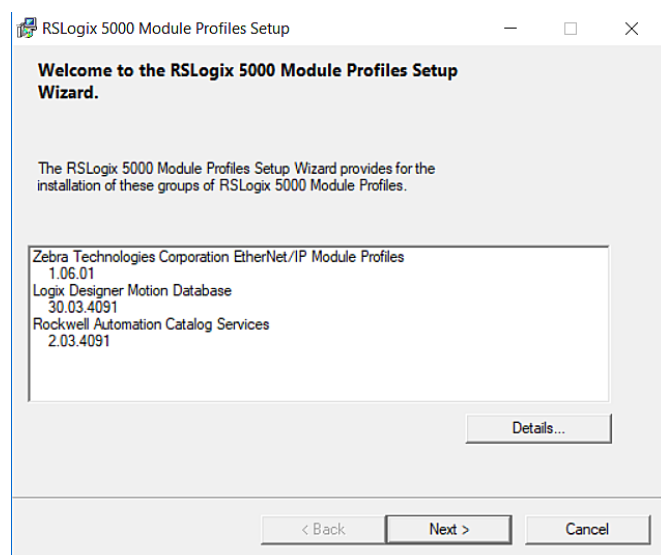 RSLogix 5000 Module Profiles Setup
Welcome to the RSLogix 5000 Module Profiles Setup
Wizard.
The RSLogix 5000 Module Profiles Setup Wizard provides for the
installation of these groups of RSLogix 5000 Module Profiles.
Zebra Technologies Corporation EtherNet/IP Module Profiles
1.06.01
Logix Designer Motion Database
30.03.4091
Rockwell Automation Catalog Services
2.03.4091
Details...
< Back Next > Cancel